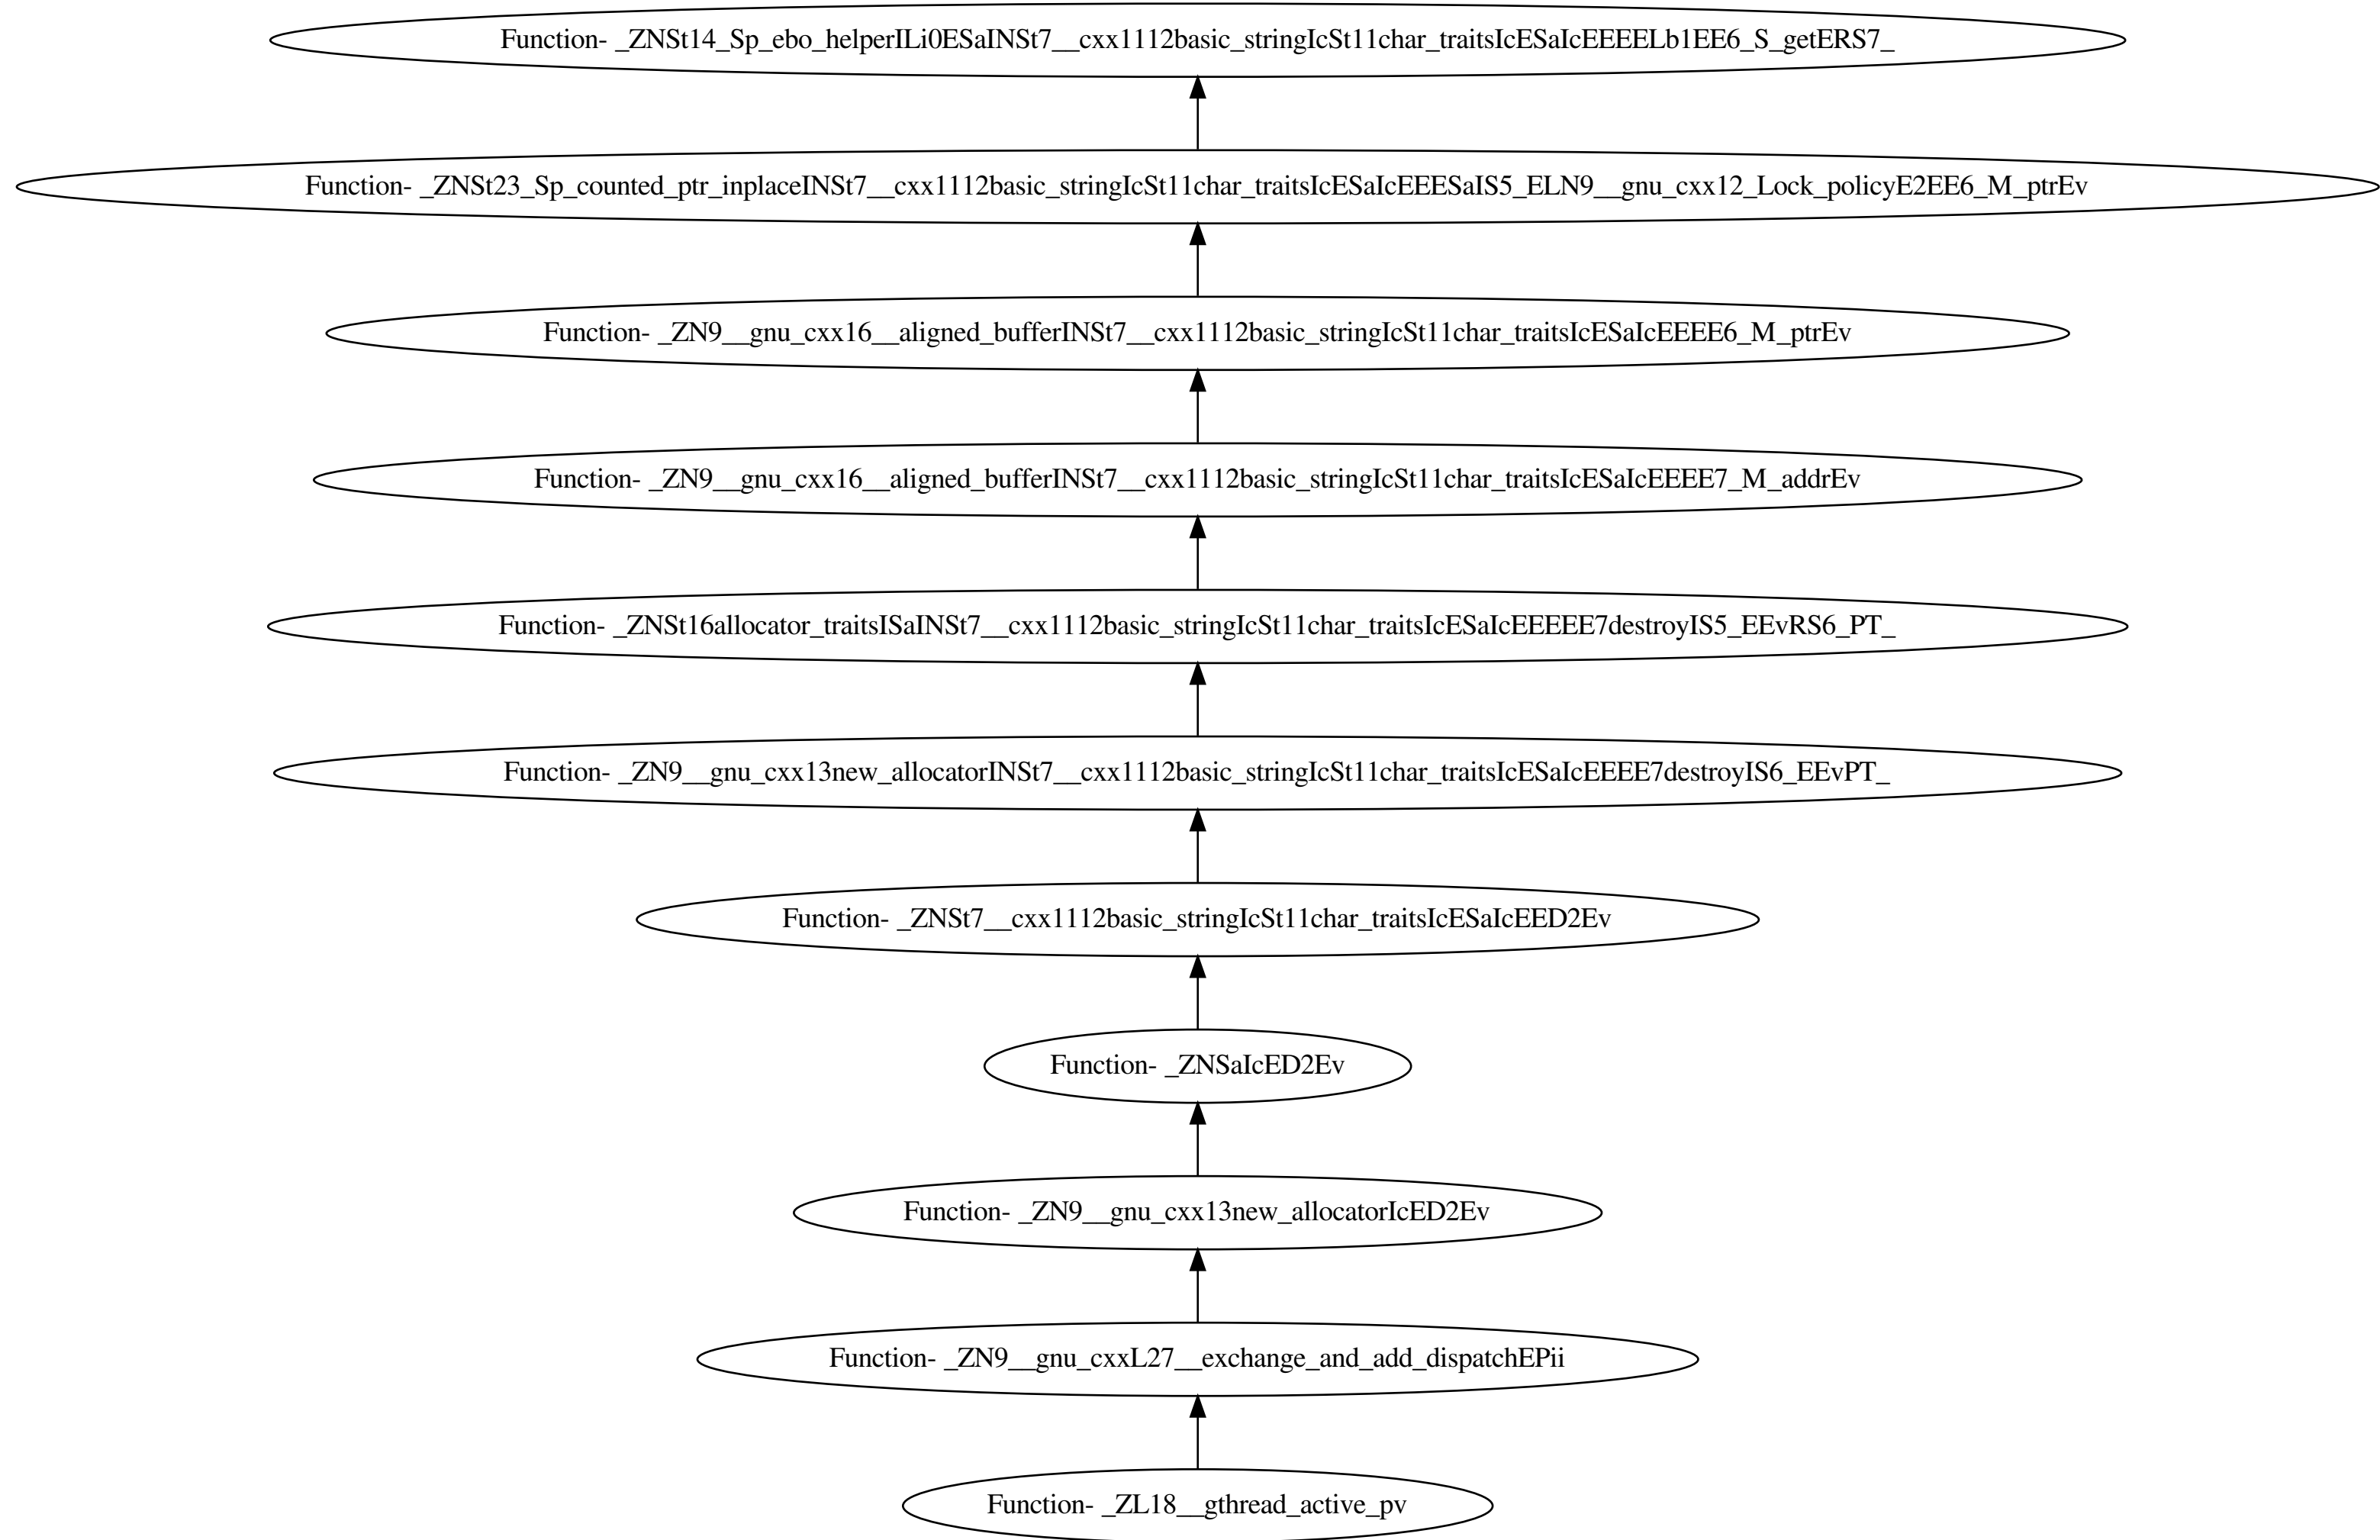 Function- _ZNSt14_Sp_ebo_helperILi0ESaINSt7__cxx1112basic_stringIcSt11char_traitsIcESaIcEEEELb1EE6_S_getERS7_
Function- _ZNSt23_Sp_counted_ptr_inplaceINSt7__cxx1112basic_stringIcSt11char_traitsIcESaIcEEESaIS5_ELN9__gnu_cxx12_Lock_policyE2EE6_M_ptrEv
Function- _ZN9__gnu_cxx16__aligned_bufferINSt7__cxx1112basic_stringIcSt11char_traitsIcESaIcEEEE6_M_ptrEv
Function- _ZN9__gnu_cxx16__aligned_bufferINSt7__cxx1112basic_stringIcSt11char_traitsIcESaIcEEEE7_M_addrEv
Function- _ZNSt16allocator_traitsISaINSt7__cxx1112basic_stringIcSt11char_traitsIcESaIcEEEEE7destroyIS5_EEvRS6_PT_
Function- _ZN9__gnu_cxx13new_allocatorINSt7__cxx1112basic_stringIcSt11char_traitsIcESaIcEEEE7destroyIS6_EEvPT_
Function- _ZNSt7__cxx1112basic_stringIcSt11char_traitsIcESaIcEED2Ev
Function- _ZNSaIcED2Ev
Function- _ZN9__gnu_cxx13new_allocatorIcED2Ev
Function- _ZN9__gnu_cxxL27__exchange_and_add_dispatchEPii
Function- _ZL18__gthread_active_pv